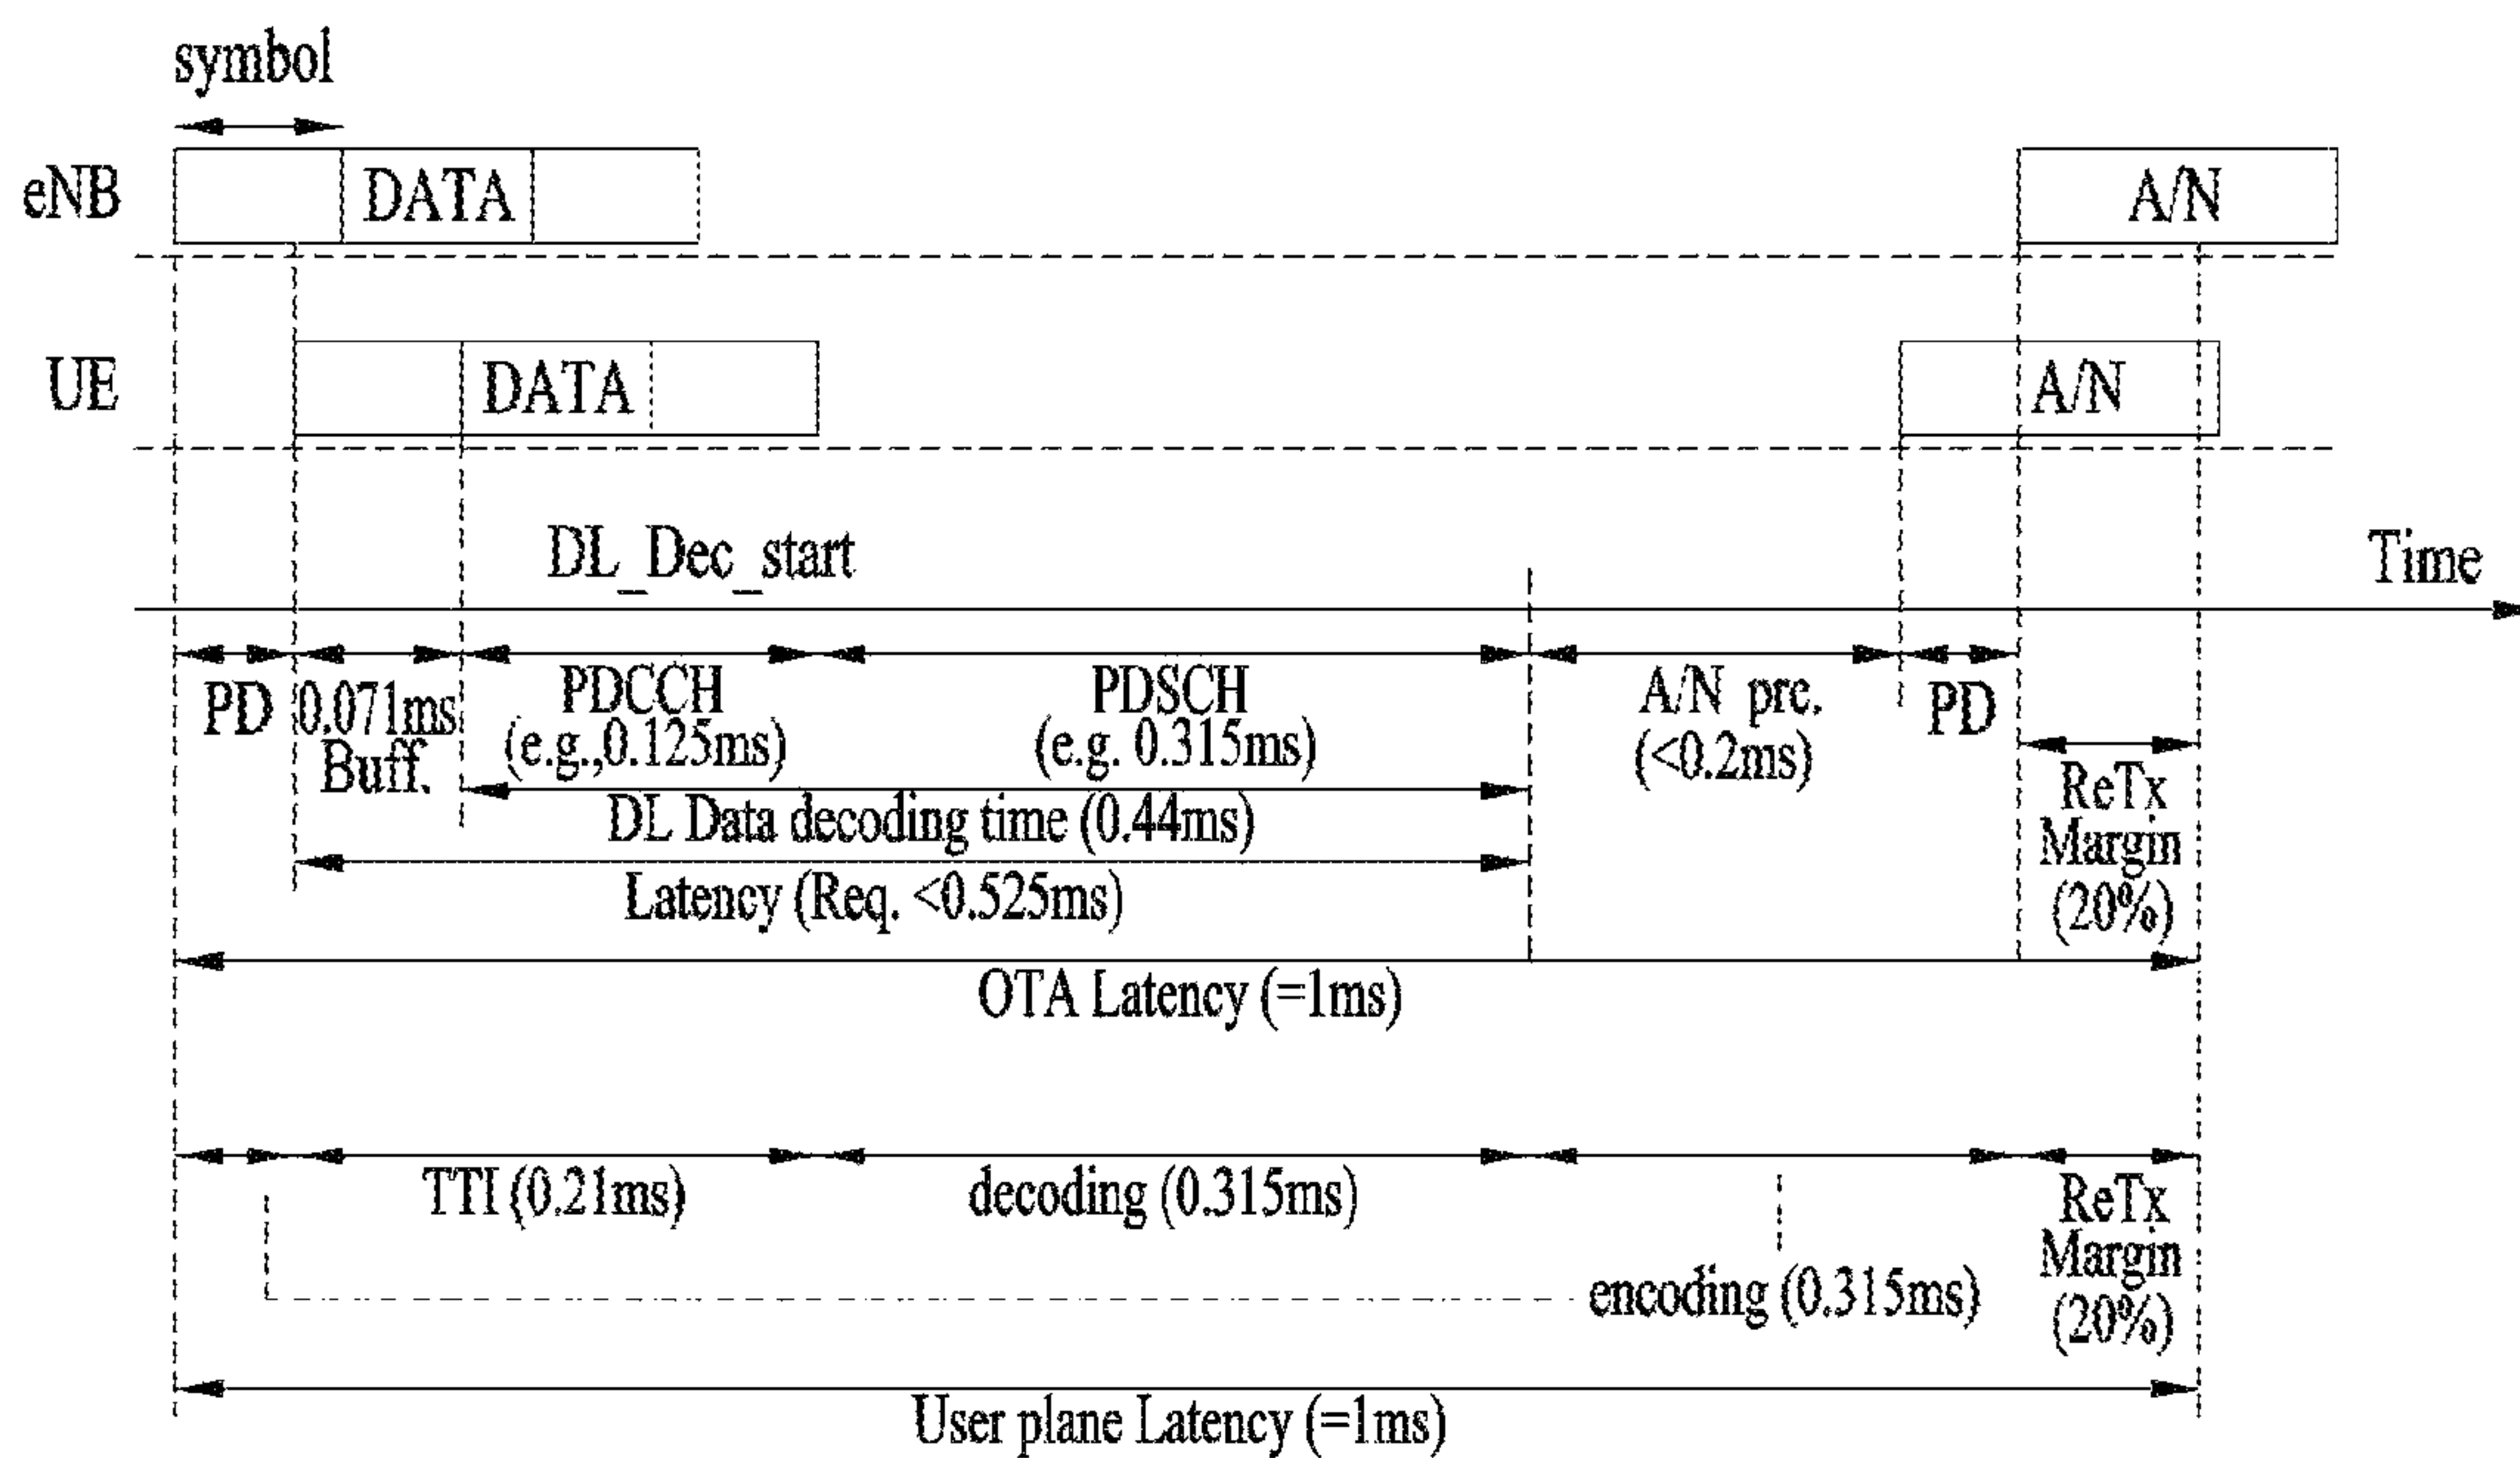 symbol
eNB
DATA
A/N
UE
DATA
A/N
DL_Dec_start
Time
PD
0.071ms
Buff.
PDCCH
(e.g.,0.125ms)
PDSCH
(e.g. 0.315ms)
A/N prc.
(<0.2ms)
PD
ReTx
Margin
(20%)
DL Data decoding time (0.44ms)
Latency (Req. <0.525ms)
OTA Latency (=1ms)
TTI (0.21ms)
decoding (0.315ms)
encoding (0.315ms)
ReTx
Margin
(20%)
User plane Latency (=1ms)